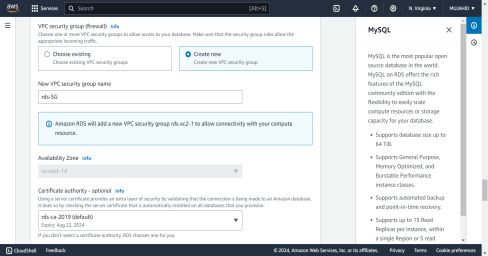 aws
Services
Search
[Alt+S]
N. Virginia
MUJAHID
VPC security group (firewall) Info
Choose one or more VPC security groups to allow access to your database. Make sure that the security group rules allow the
appropriate incoming traffic.
Choose existing
Choose existing VPC security groups
Create new
Create new VPC security group
New VPC security group name
rds-SG
Amazon RDS will add a new VPC security group rds-ec2-1 to allow connectivity with your compute
resource.
Availability Zone Info
us-east-1d
Certificate authority - optional Info
Using a server certificate provides an extra layer of security by validating that the connection is being made to an Amazon database.
It does so by checking the server certificate that is automatically installed on all databases that you provision.
rds-ca-2019 (default)
Expiry: Aug 22, 2024
If you don't select a certificate authority, RDS chooses one for you.
MySQL
MySQL is the most popular open
source database in the world.
MySQL on RDS offers the rich
features of the MySQL
community edition with the
flexibility to easily scale
compute resources or storage
capacity for your database.
• Supports database size up to
64 TiB.
• Supports General Purpose,
Memory Optimized, and
Burstable Performance
instance classes.
• Supports automated backup
and point-in-time recovery.
• Supports up to 15 Read
Replicas per instance, within
a single Region or 5 read
CloudShell
Feedback
© 2024, Amazon Web Services, Inc. or its affiliates.
Privacy
Terms
Cookie preferences